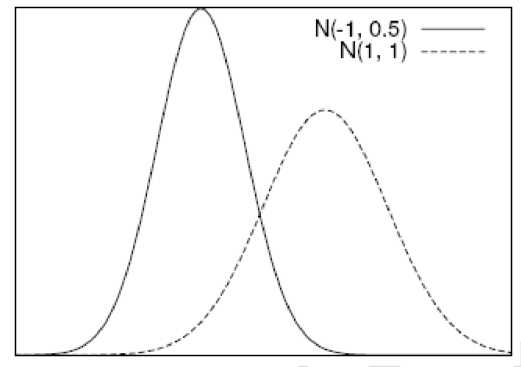 N(-1, 0.5)
N(1, 1)